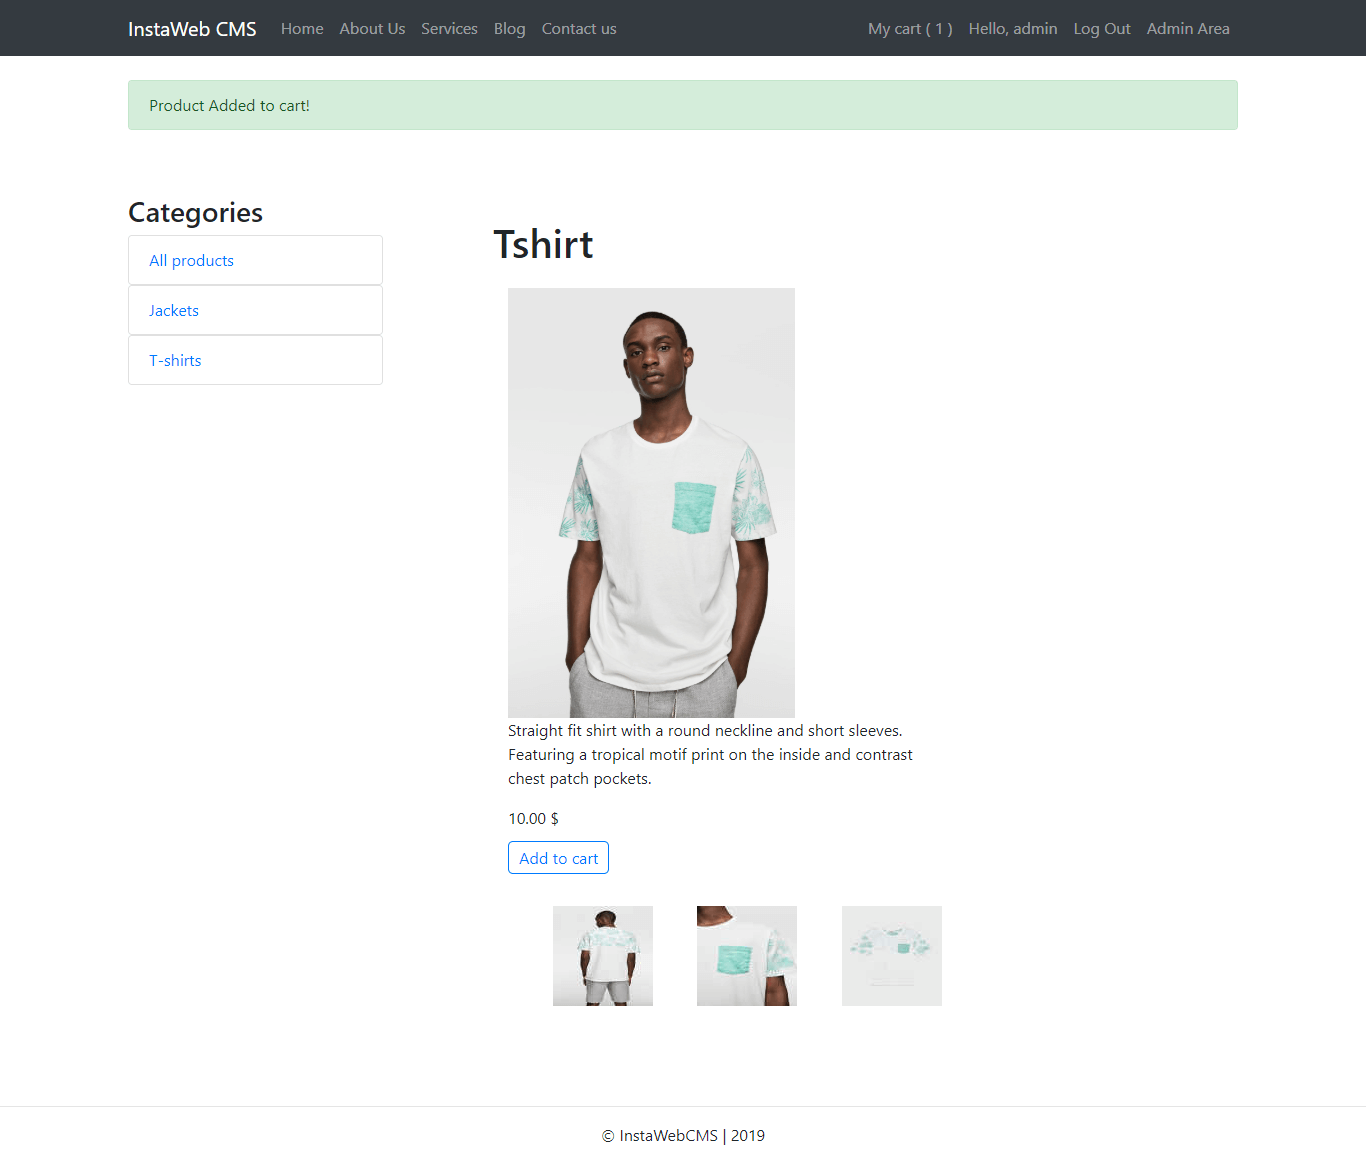 InstaWeb CMS Home About Us Services Blog Contact us My cart ( 1 ) Hello, admin Log Out Admin Area
Product Added to cart!
Categories
All products
Jackets
T-shirts
Tshirt
Straight fit shirt with a round neckline and short sleeves.
Featuring a tropical motif print on the inside and contrast
chest patch pockets.
10.00 $
Add to cart
© InstaWebCMS | 2019